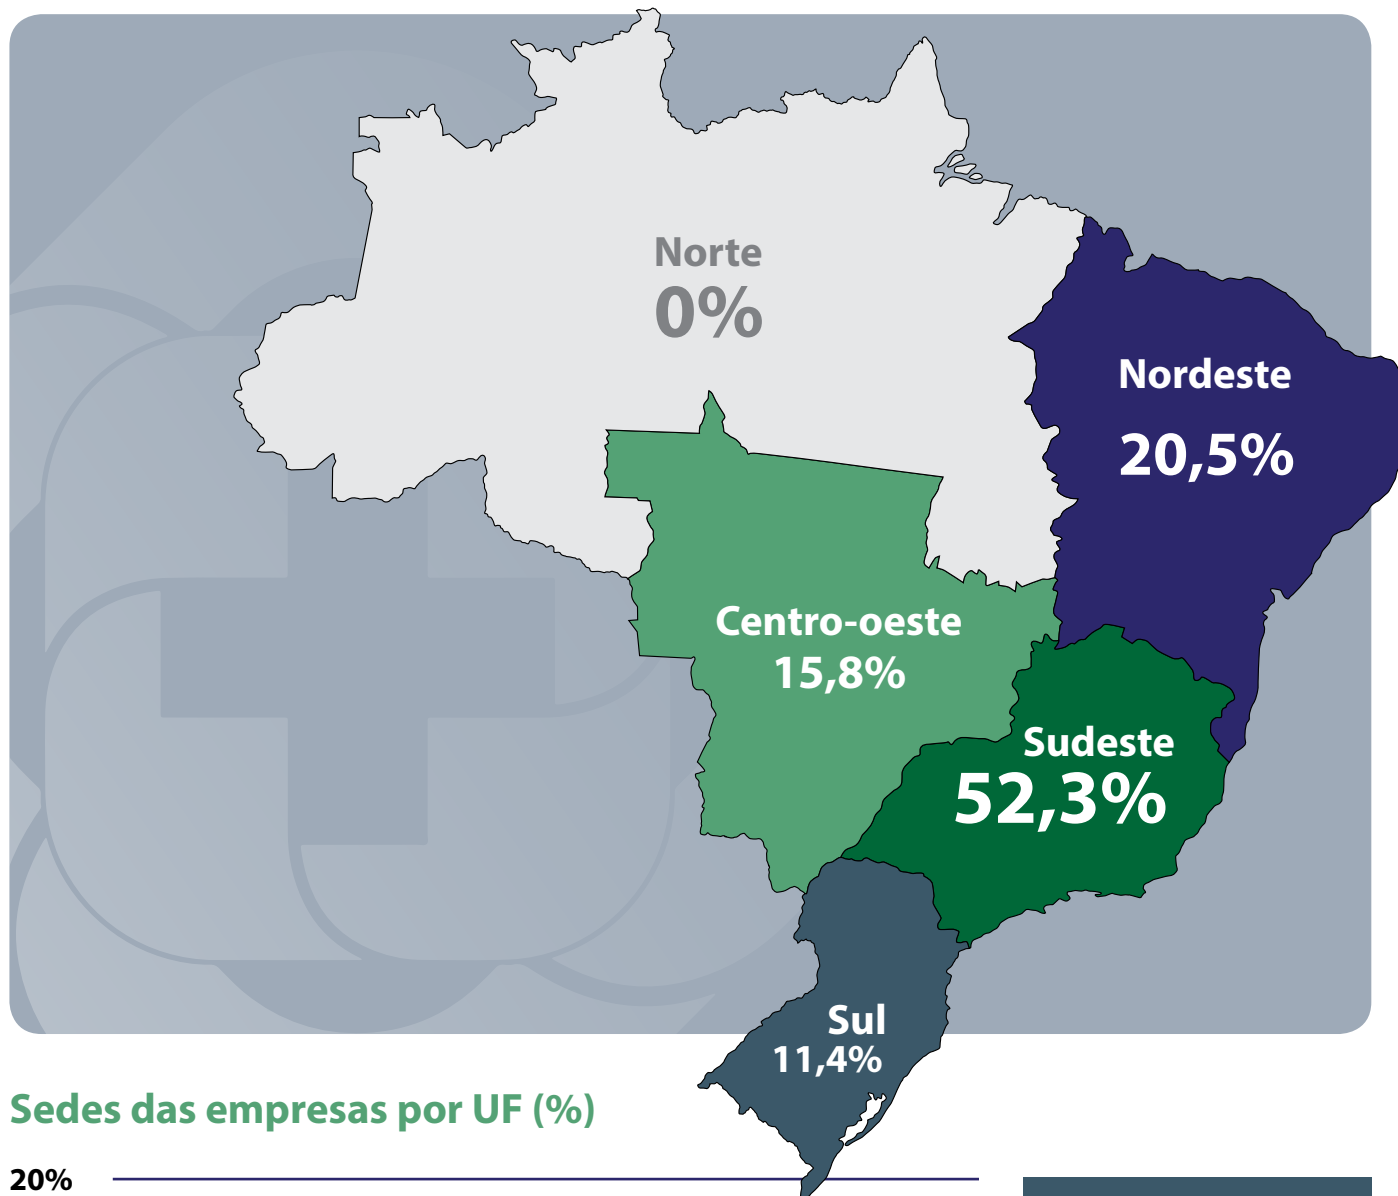 Norte
0%
Nordeste
20,5%
Centro-oeste
15,8%
Sudeste
52,3%
Sul
11,4%
Sedes das empresas por UF (%)
20%